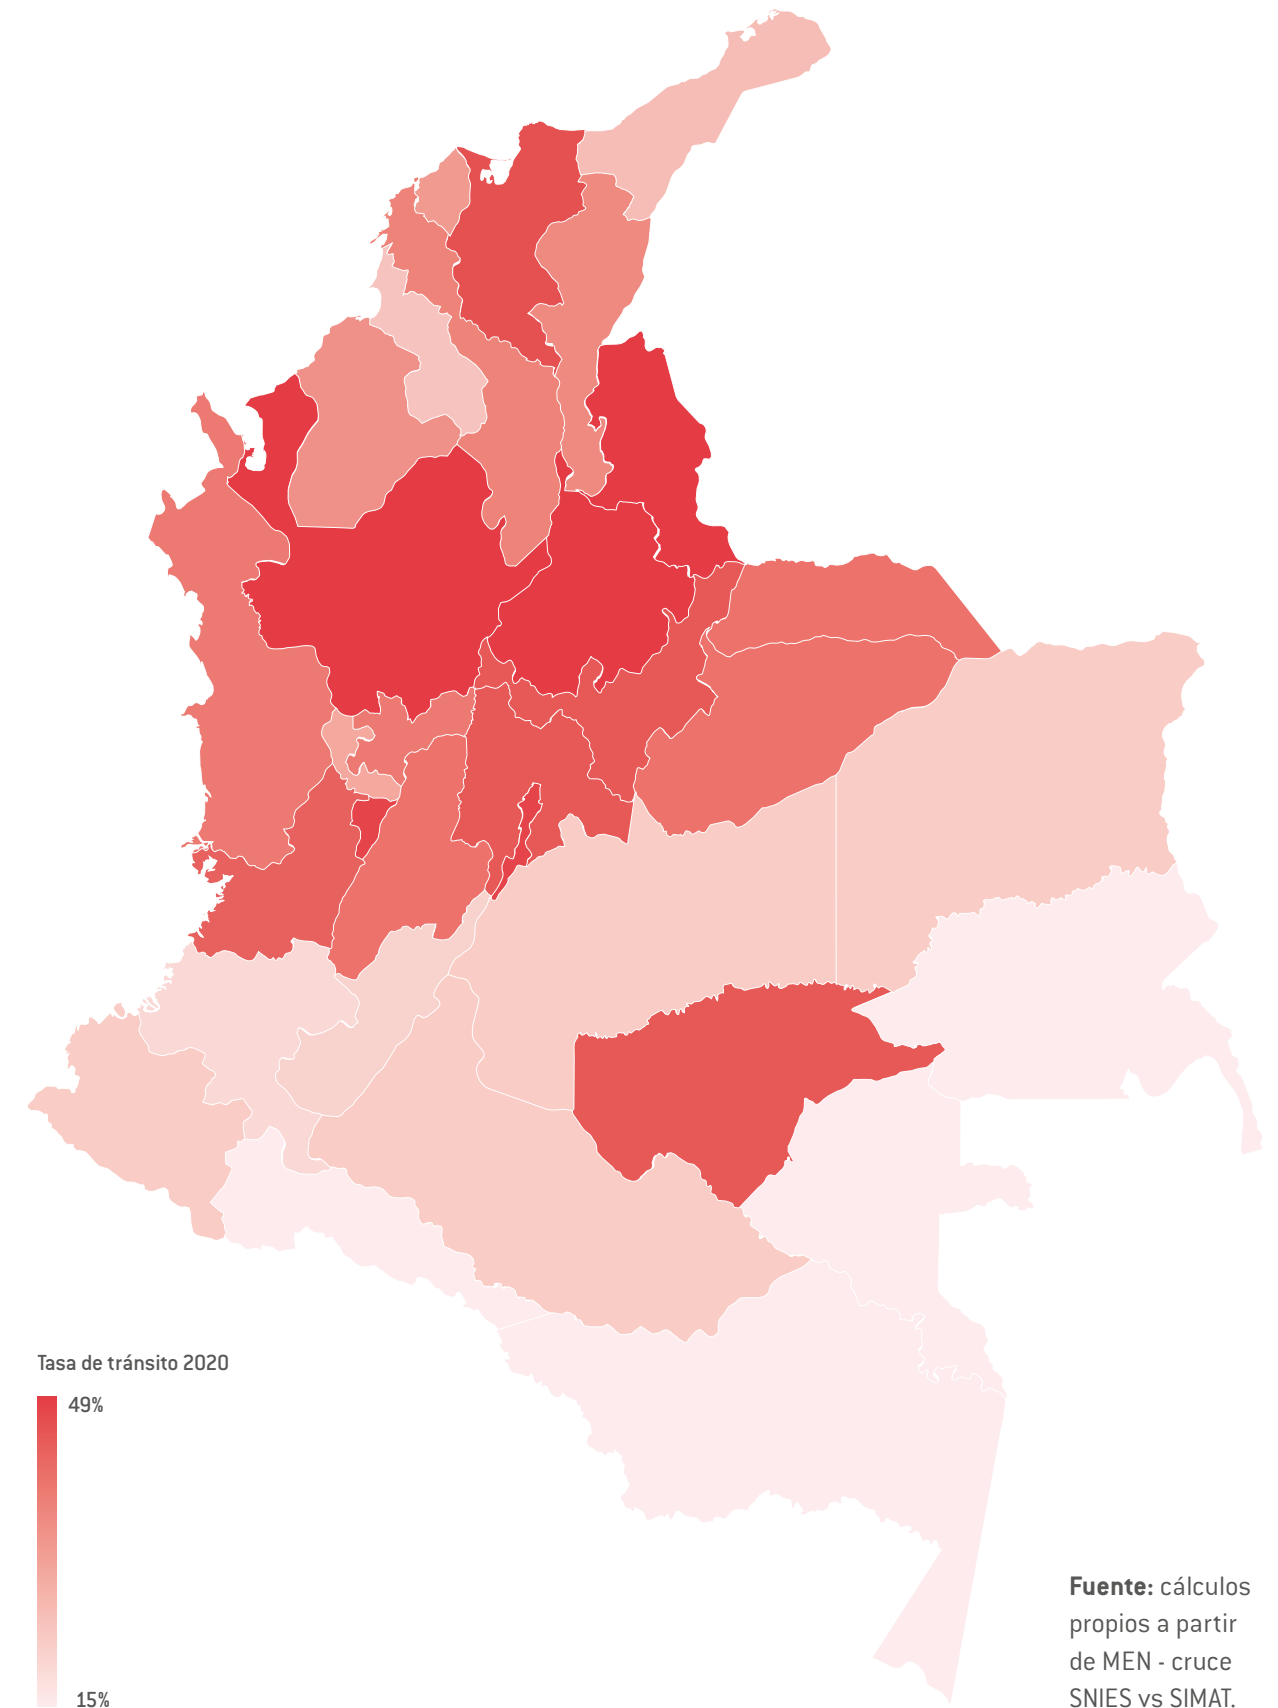 Tasa de tránsito 2020
49%
15%
Fuente: cálculos
propios a partir
de MEN - cruce
SNIES vs SIMAT.